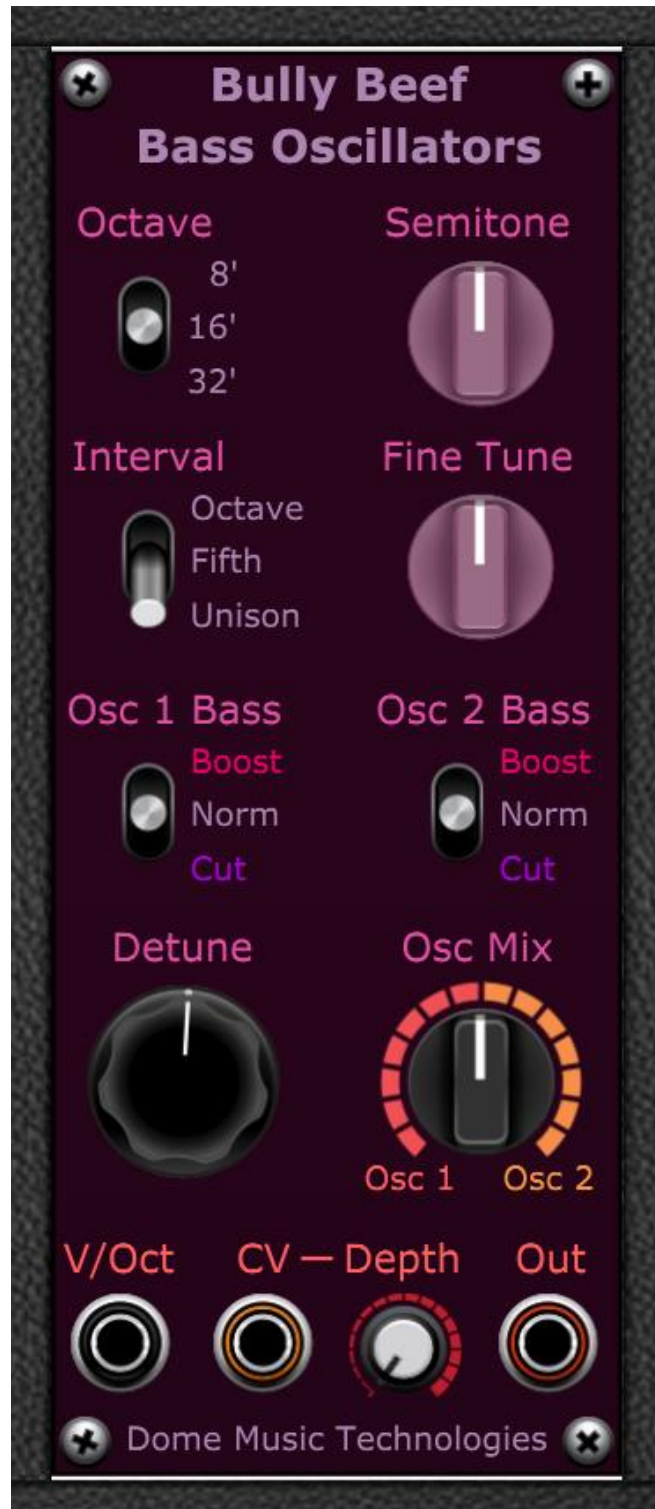 Bully Beef
Bass Oscillators
Octave
8'
16'
32'
Semitone
Interval
Octave
Fifth
Unison
Fine Tune
Osc 1 Bass
Boost
Norm
Cut
Osc 2 Bass
Boost
Norm
Cut
Detune
Osc Mix
Osc 1 Osc 2
V/Oct CV — Depth Out
Dome Music Technologies